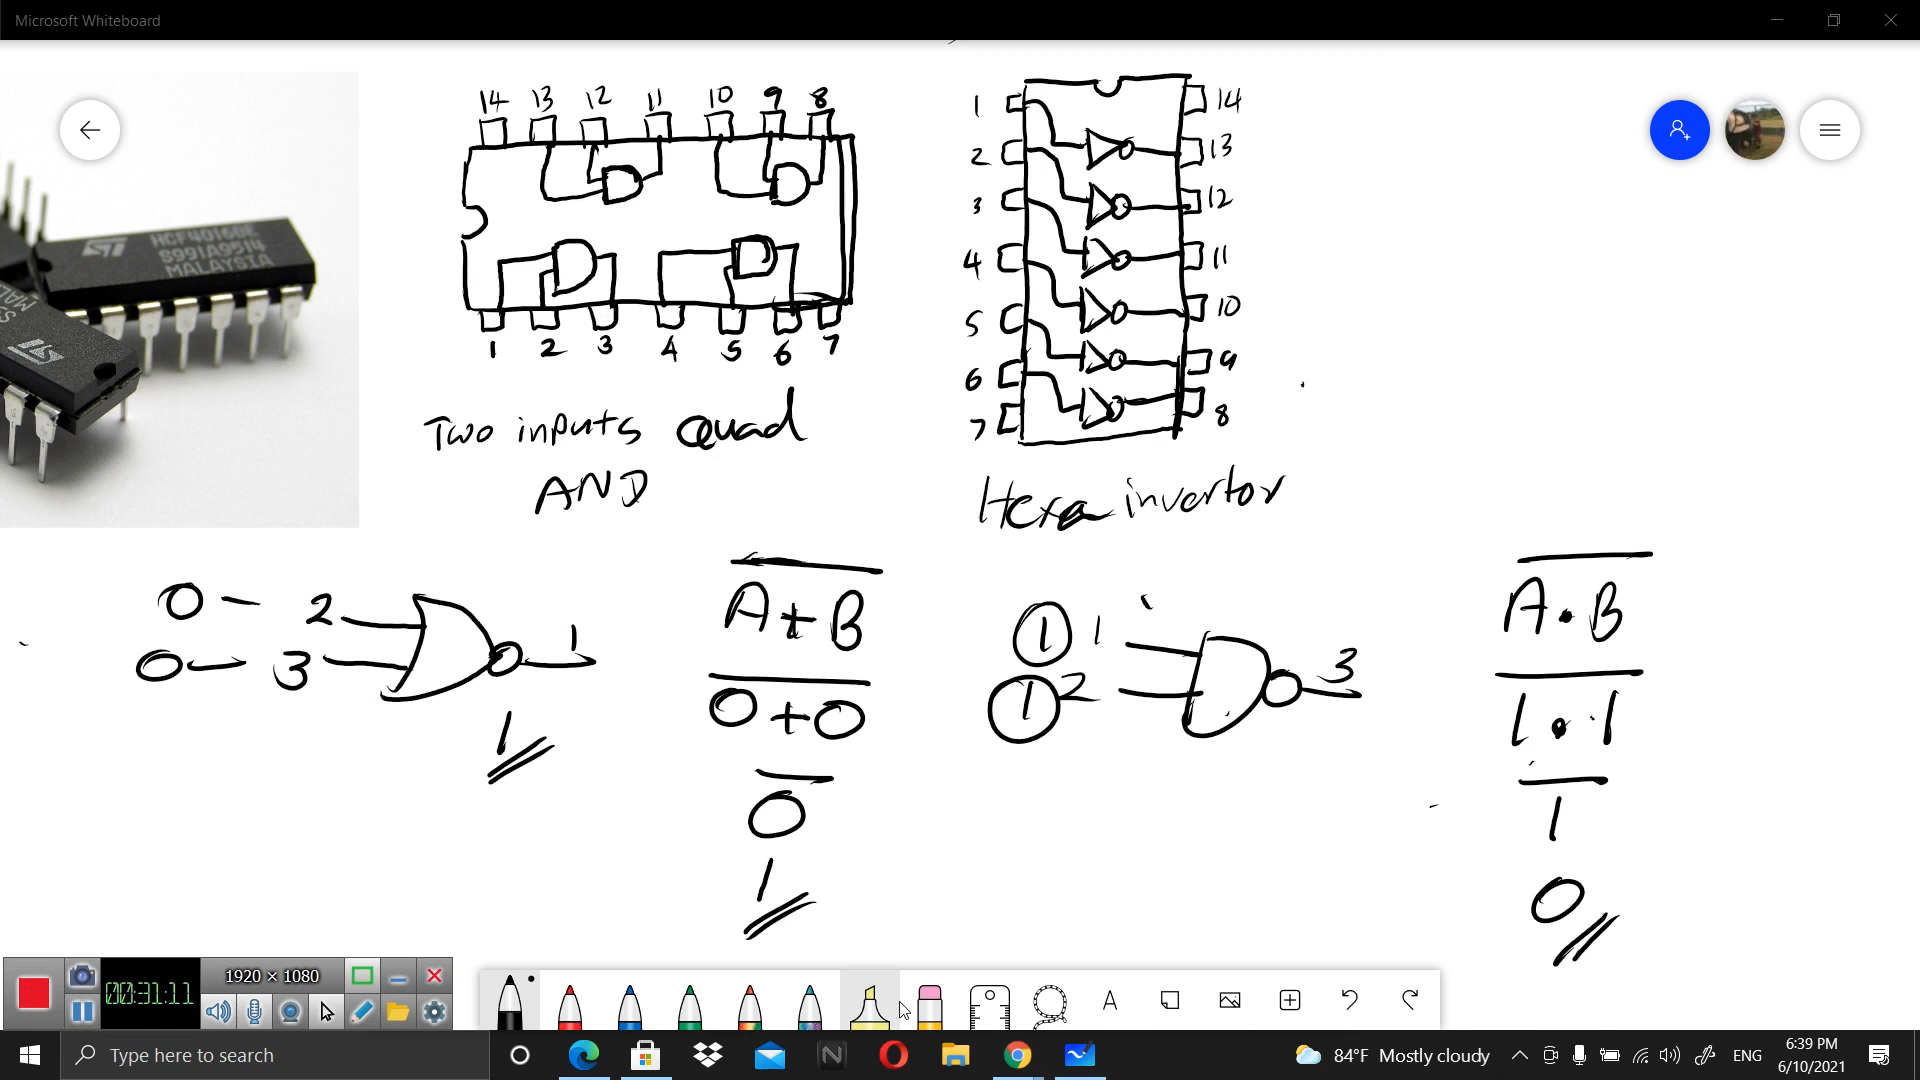 Microsoft Whiteboard
HCF4016BE
S99IA9514
MALAYSIA
14 13 12 11 10 9 8
1 2 3 4 5 6 7
Two inputs Quad
AND
1 14
2 13
3 12
4 11
5 10
6 9
7 8
Hexa invertor
0 - 2
0 - 3
1
1
A+B
0+0
0
1
1 1
1 2
3
A.B
1.1
1
0
00:31:11
1920 × 1080
A
Type here to search
N
84°F Mostly cloudy
ENG
6:39 PM
6/10/2021